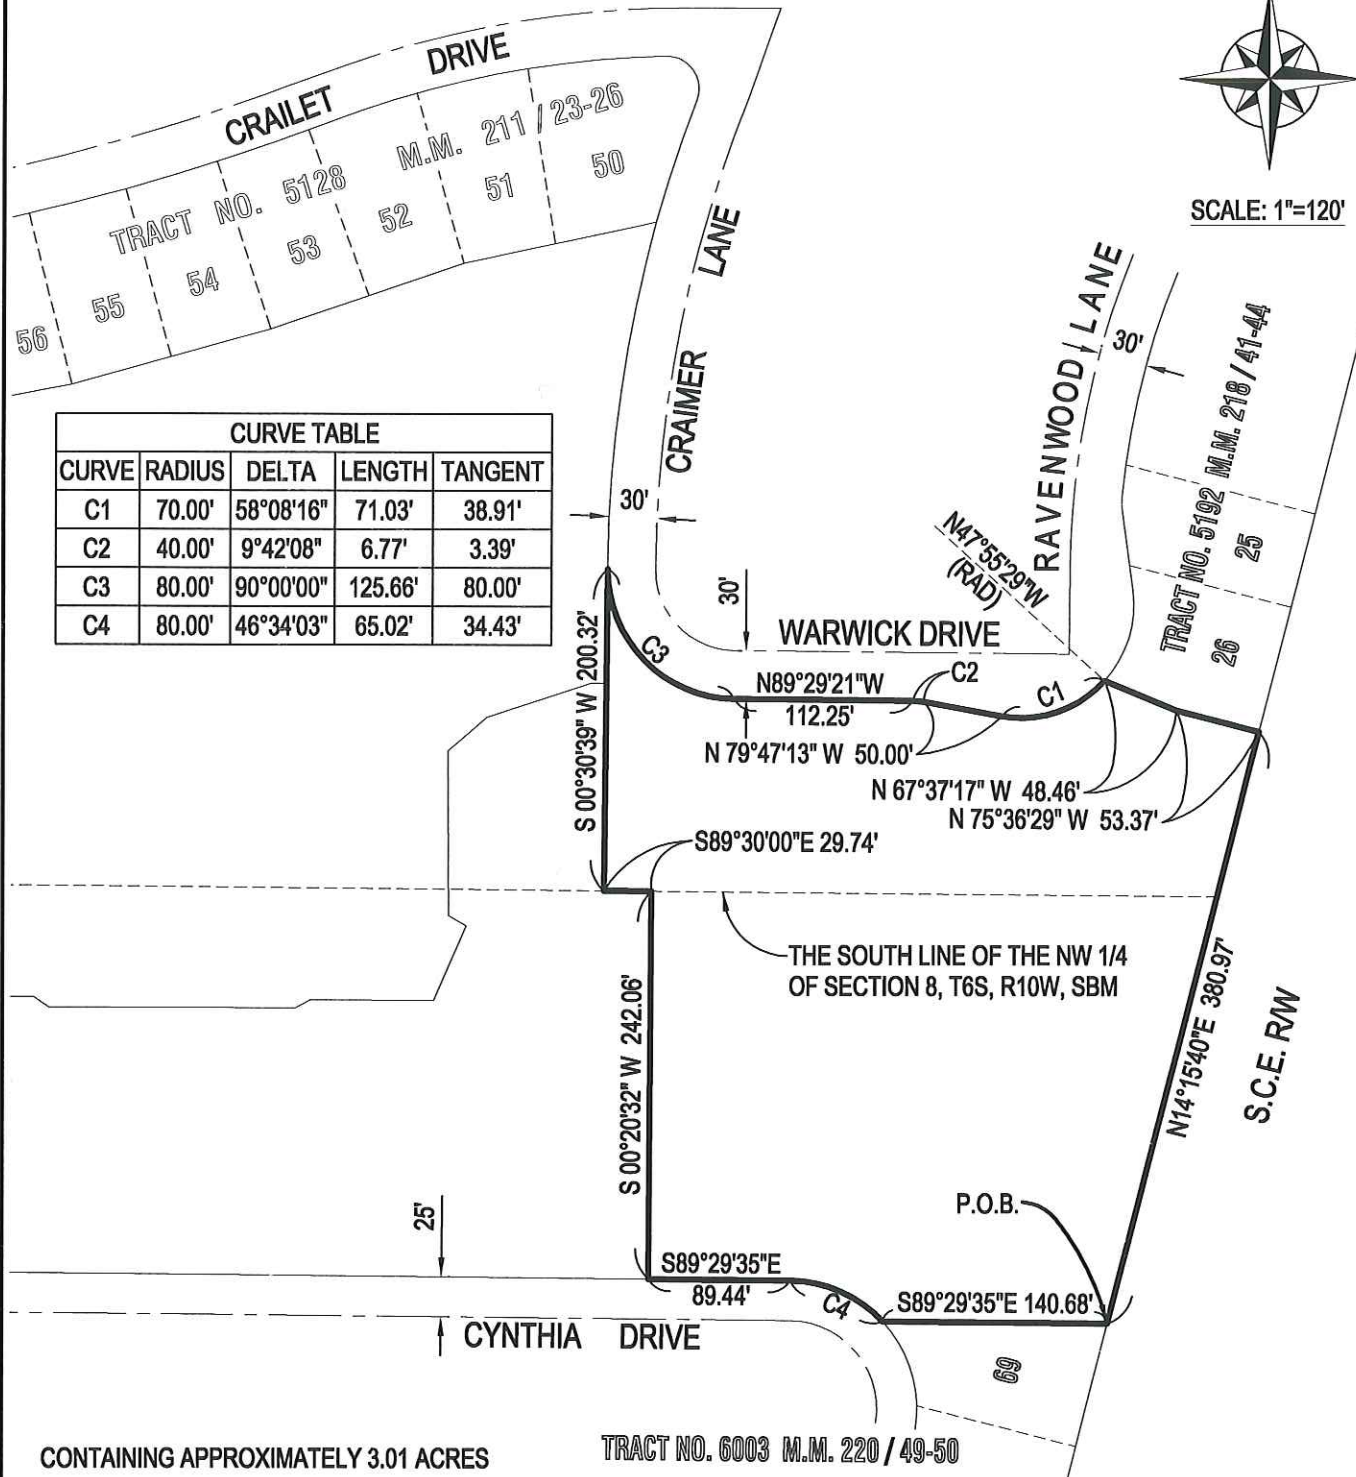 CRAILET DRIVE
TRACT NO. 5128 M.M. 211 / 23-26
56
55
54
53
52
51
50
SCALE: 1"=120'
CRAIMER LANE
RAVENWOOD LANE
30'
TRACT NO. 5192 M.M. 218 / 41-44
25
26
CURVE TABLE
CURVE RADIUS DELTA LENGTH TANGENT
C1 70.00' 58°08'16" 71.03' 38.91'
C2 40.00' 9°42'08" 6.77' 3.39'
C3 80.00' 90°00'00" 125.66' 80.00'
C4 80.00' 46°34'03" 65.02' 34.43'
30'
30'
N47°55'29"W
(RAD)
WARWICK DRIVE
C3
N89°29'21"W
112.25'
C2
C1
N 79°47'13" W 50.00'
N 67°37'17" W 48.46'
N 75°36'29" W 53.37'
S 00°30'39" W 200.32'
S89°30'00"E 29.74'
THE SOUTH LINE OF THE NW 1/4
OF SECTION 8, T6S, R10W, SBM
S 00°20'32" W 242.06'
N14°15'40"E 380.97'
S.C.E. R/W
P.O.B.
25'
S89°29'35"E
89.44'
C4
S89°29'35"E 140.68'
CYNTHIA DRIVE
69
CONTAINING APPROXIMATELY 3.01 ACRES
TRACT NO. 6003 M.M. 220 / 49-50